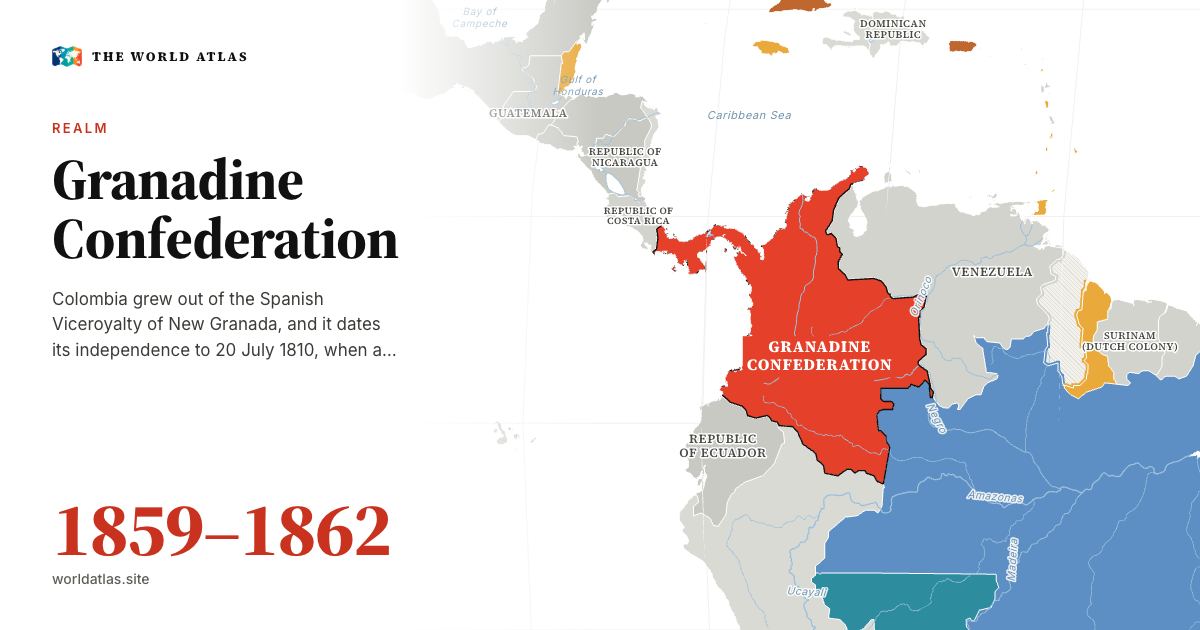 THE WORLD ATLAS
REALM
Granadine
Confederation
Colombia grew out of the Spanish
Viceroyalty of New Granada, and it dates
its independence to 20 July 1810, when a...
1859–1862
worldatlas.site
Bay of
Campeche
DOMINICAN
REPUBLIC
Gulf of
Honduras
GUATEMALA
Caribbean Sea
REPUBLIC OF
NICARAGUA
REPUBLIC OF
COSTA RICA
VENEZUELA
Orinoco
SURINAM
(DUTCH COLONY)
GRANADINE
CONFEDERATION
Negro
REPUBLIC
OF ECUADOR
Amazonas
Madeira
Ucayali